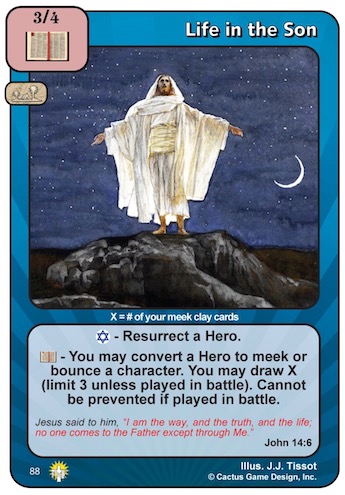 3/4
Life in the Son
X = # of your meek clay cards
- Resurrect a Hero.
- You may convert a Hero to meek or
bounce a character. You may draw X
(limit 3 unless played in battle). Cannot
be prevented if played in battle.
Jesus said to him, "I am the way, and the truth, and the life;
no one comes to the Father except through Me."
John 14:6
88
Illus. J.J. Tissot
© Cactus Game Design, Inc.